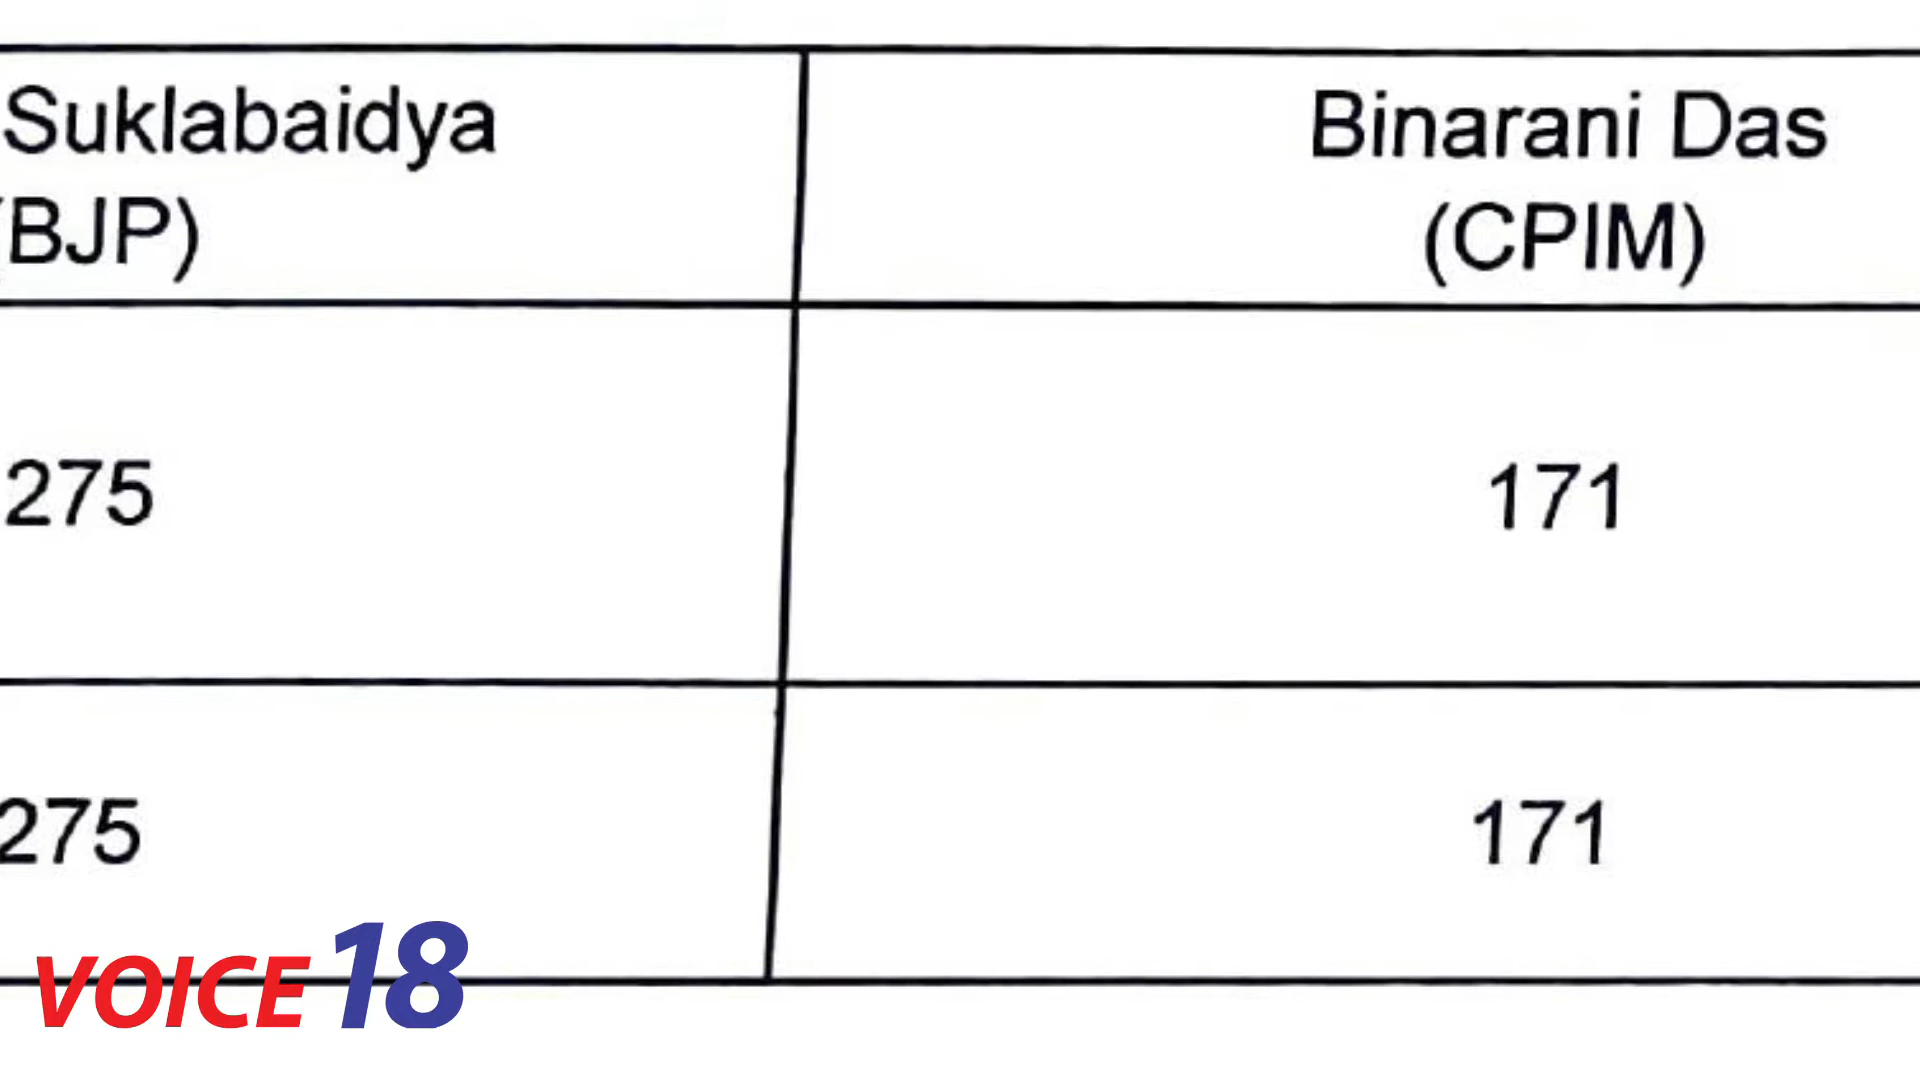 Suklabaidya
(BJP)
Binarani Das
(CPIM)
275
171
275
171
VOICE 18